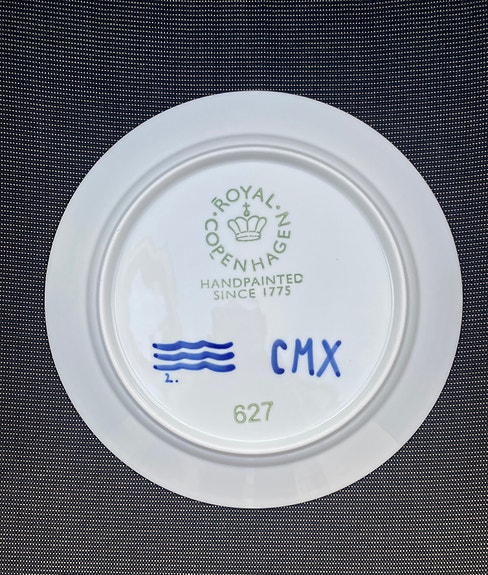 ROYAL
COPENHAGEN
HANDPAINTED
SINCE 1775
CMX
2.
627